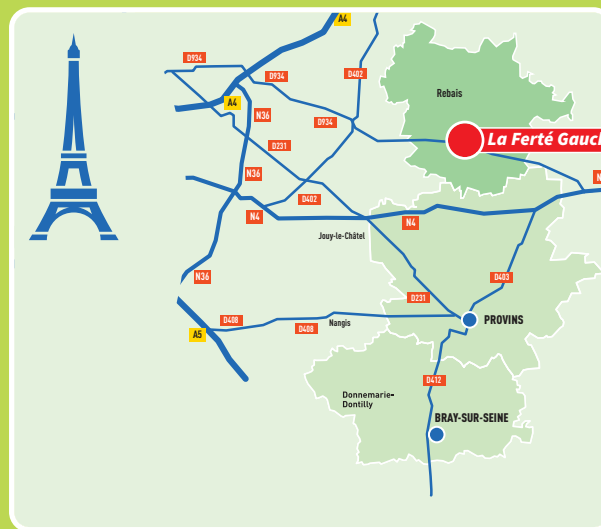 A4
D934
D934
D402
A4
Rebais
N36
D934
D231
La Ferté Gauc
N36
D402
N4
N4
Jouy-le-Châtel
N36
D403
D231
D408
D408
Nangis
PROVINS
A5
D412
Donnemarie-
Dontilly
BRAY-SUR-SEINE